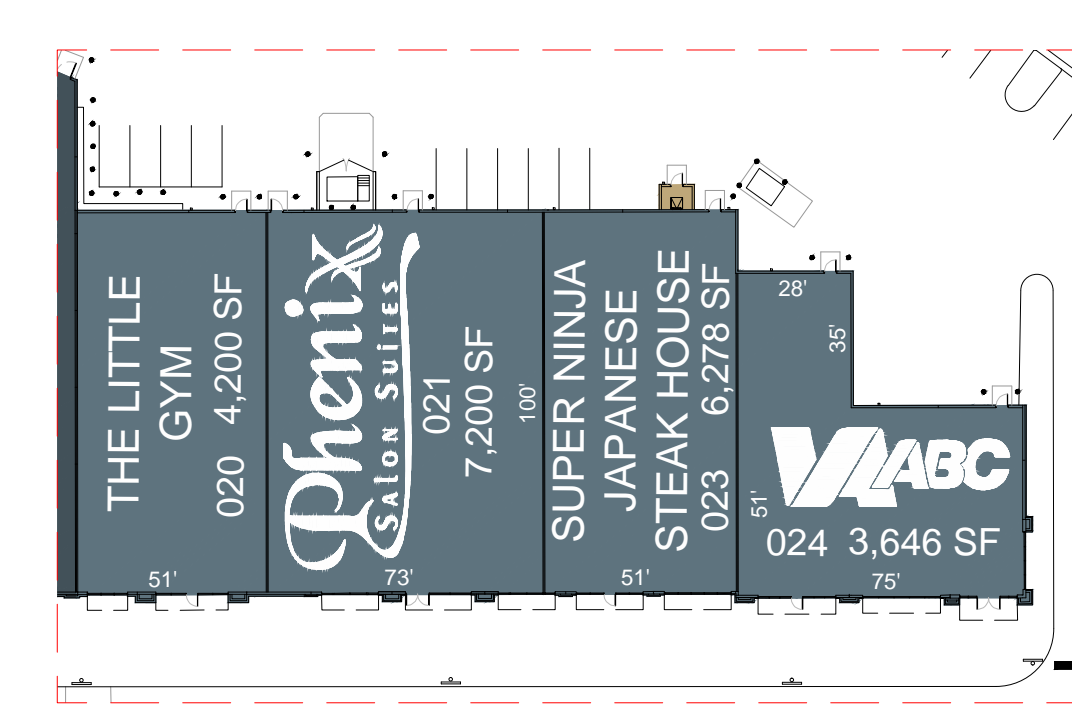 THE LITTLE
GYM
020 4,200 SF
51'
Phenix
Salon Suites
021
7,200 SF
100'
73'
SUPER NINJA
JAPANESE
STEAK HOUSE
023 6,278 SF
51'
28'
35'
VA ABC
51'
024 3,646 SF
75'